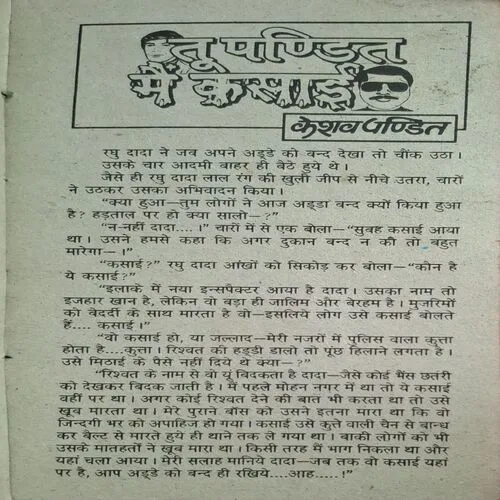 तू पण्डित
मैं कसाई
केशव पण्डित
रघु दादा ने जब अपने अड्डे को बन्द देखा तो चौंक उठा।
उसके चार आदमी बाहर ही बैठे हुये थे।
जैसे ही रघु दादा लाल रंग की खुली जीप से नीचे उतरा, चारों
ने उठकर उसका अभिवादन किया।
“क्या हुआ—तुम लोगों ने आज अड्डा बन्द क्यों किया हुआ
है? हड़ताल पर हो क्या सालो—?”
“न-नहीं दादा....।” चारों में से एक बोला—“सुबह कसाई आया
था। उसने हमसे कहा कि अगर दुकान बन्द न की तो बहुत
मारेगा—।”
“कसाई?” रघु दादा आंखों को सिकोड़ कर बोला—“कौन है
ये कसाई?”
“इलाके में नया इन्सपैक्टर आया है दादा। उसका नाम तो
इजहार खान है, लेकिन वो बड़ा ही जालिम और बेरहम है। मुजरिमों
को बेदर्दी के साथ मारता है वो—इसलिये लोग उसे कसाई बोलते
हैं.... कसाई।”
“वो कसाई हो, या जल्लाद—मेरी नजरों में पुलिस वाला कुत्ता
होता है....कुत्ता। रिश्वत की हड्डी डालो तो पूंछ हिलाने लगता है।
उसे मिठाई के पैसे नहीं दिये थे क्या—?”
“रिश्वत के नाम से वो यूं बिदकता है दादा—जैसे कोई भैंस छतरी
को देखकर बिदक जाती है। मैं पहले मोहन नगर में था तो ये कसाई
वहीं पर था। अगर कोई रिश्वत देने की बात भी करता था तो उसे
खूब मारता था। मेरे पुराने बॉस को उसने इतना मारा था कि वो
जिन्दगी भर को अपाहिज हो गया। कसाई उसे कुत्ते वाली चैन से बान्ध
कर बैल्ट से मारते हुये ही थाने तक ले गया था। बाकी लोगों को भी
उसके मातहतों ने खूब मारा था। किसी तरह मैं भाग निकला था और
यहां चला आया। मेरी सलाह मानिये दादा—जब तक वो कसाई यहां
पर है, आप अड्डे को बन्द ही रखिये....आह.....!”